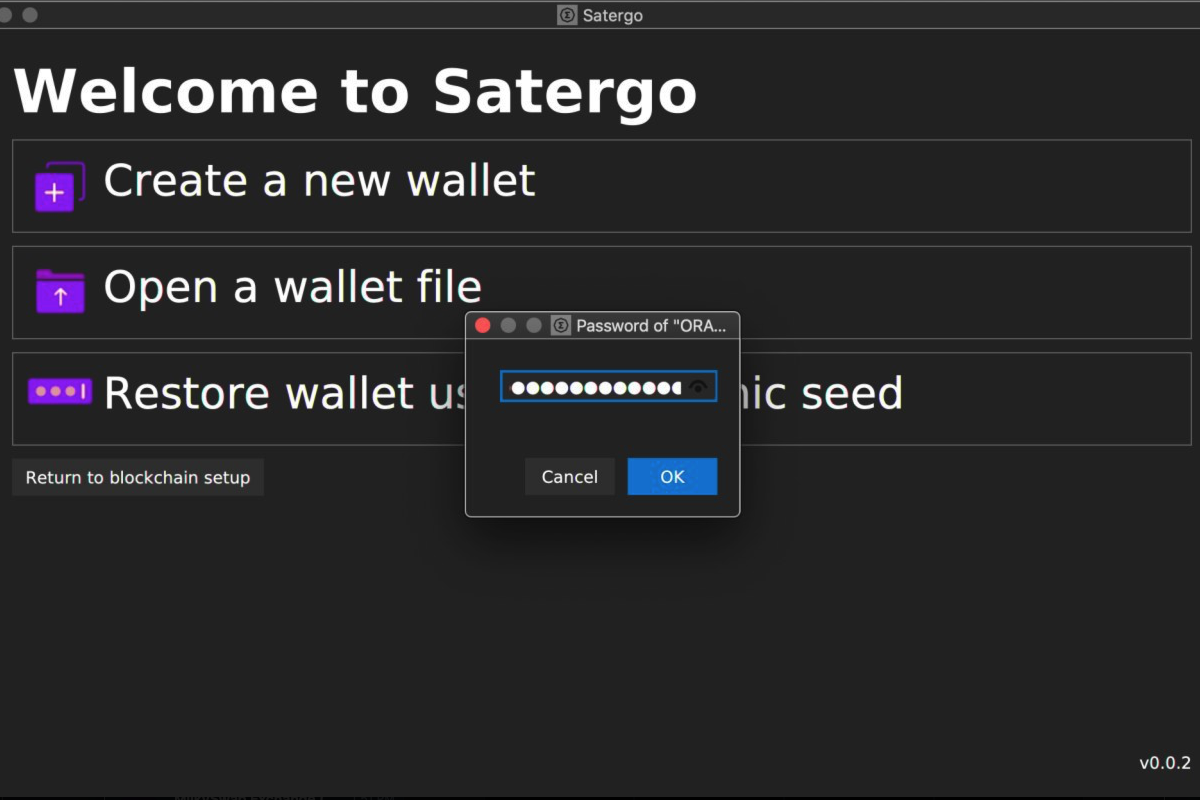 Satergo
Welcome to Satergo
Create a new wallet
Open a wallet file
Password of "ORA...
Restore wallet us nic seed
Cancel
OK
Return to blockchain setup
v0.0.2